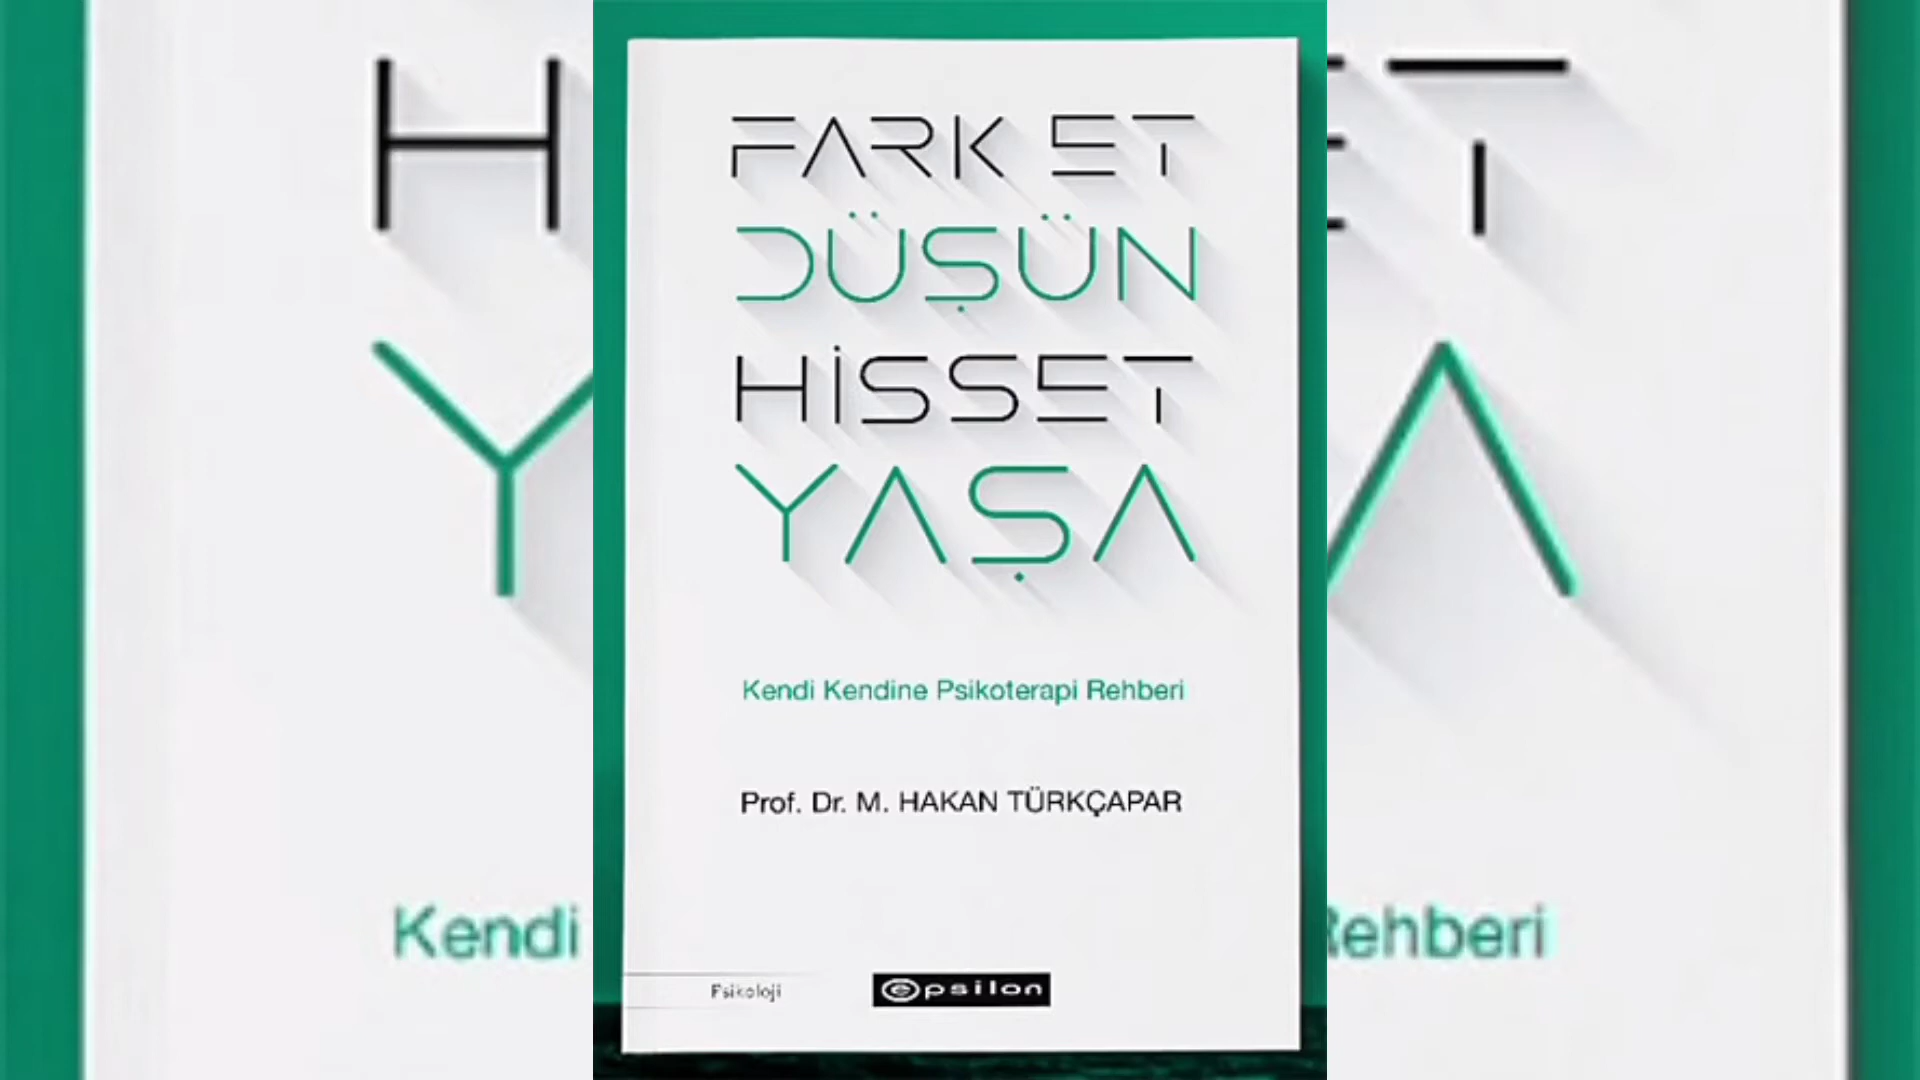 FARK ET
DÜŞÜN
HİSSET
YAŞA
Kendi Kendine Psikoterapi Rehberi
Prof. Dr. M. HAKAN TÜRKÇAPAR
Psikoloji
epsilon